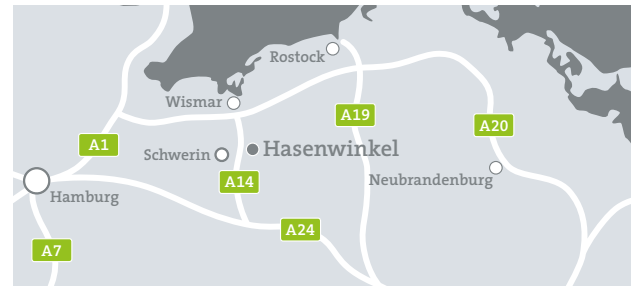 Rostock
Wismar
A19
A20
A1
Schwerin
Hasenwinkel
Neubrandenburg
A14
Hamburg
A24
A7